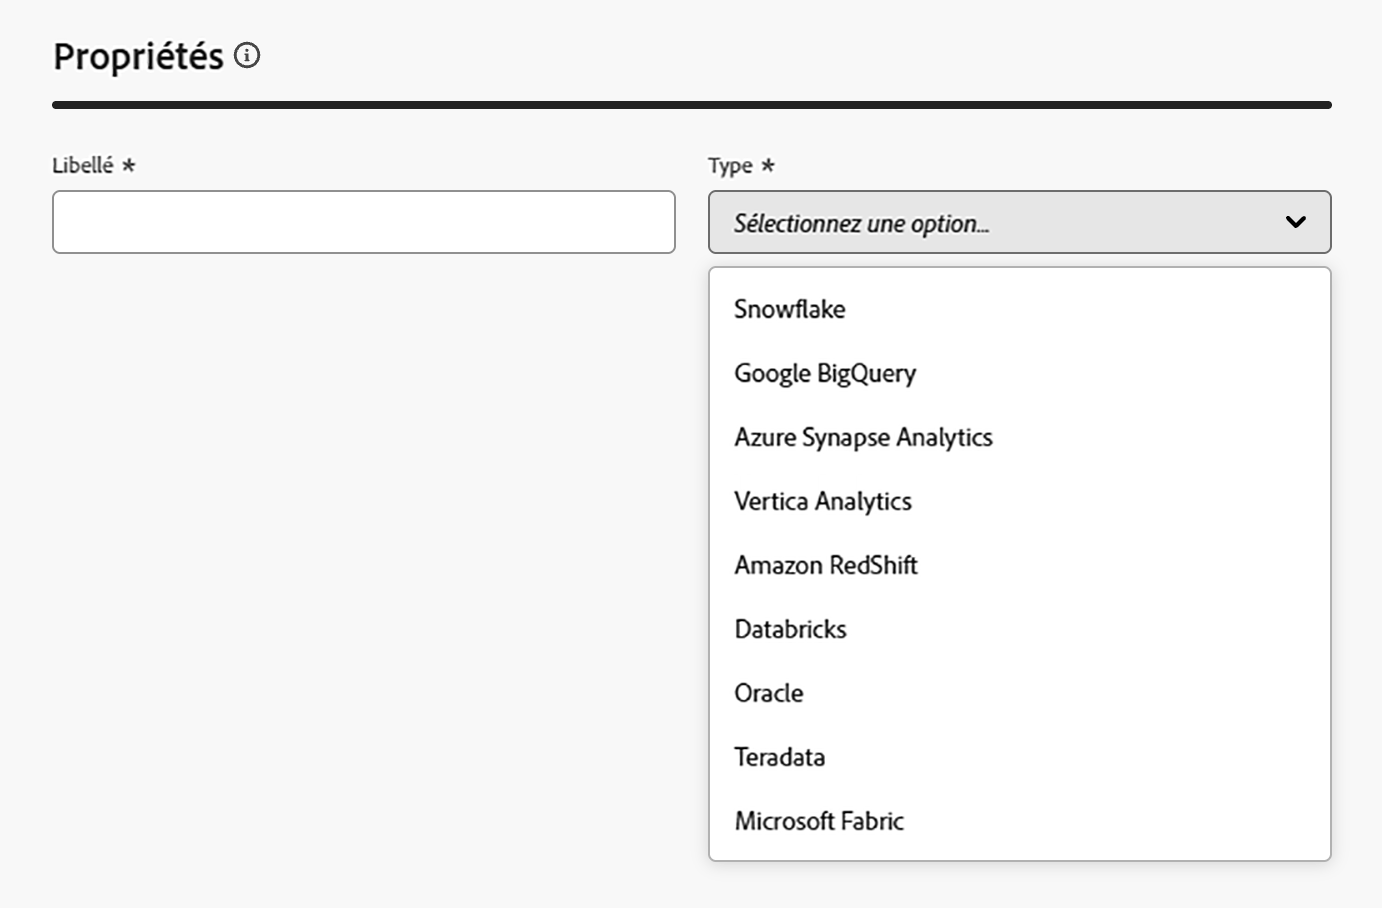 Propriétés
Libellé *
Type *
Sélectionnez une option...
Snowflake
Google BigQuery
Azure Synapse Analytics
Vertica Analytics
Amazon RedShift
Databricks
Oracle
Teradata
Microsoft Fabric